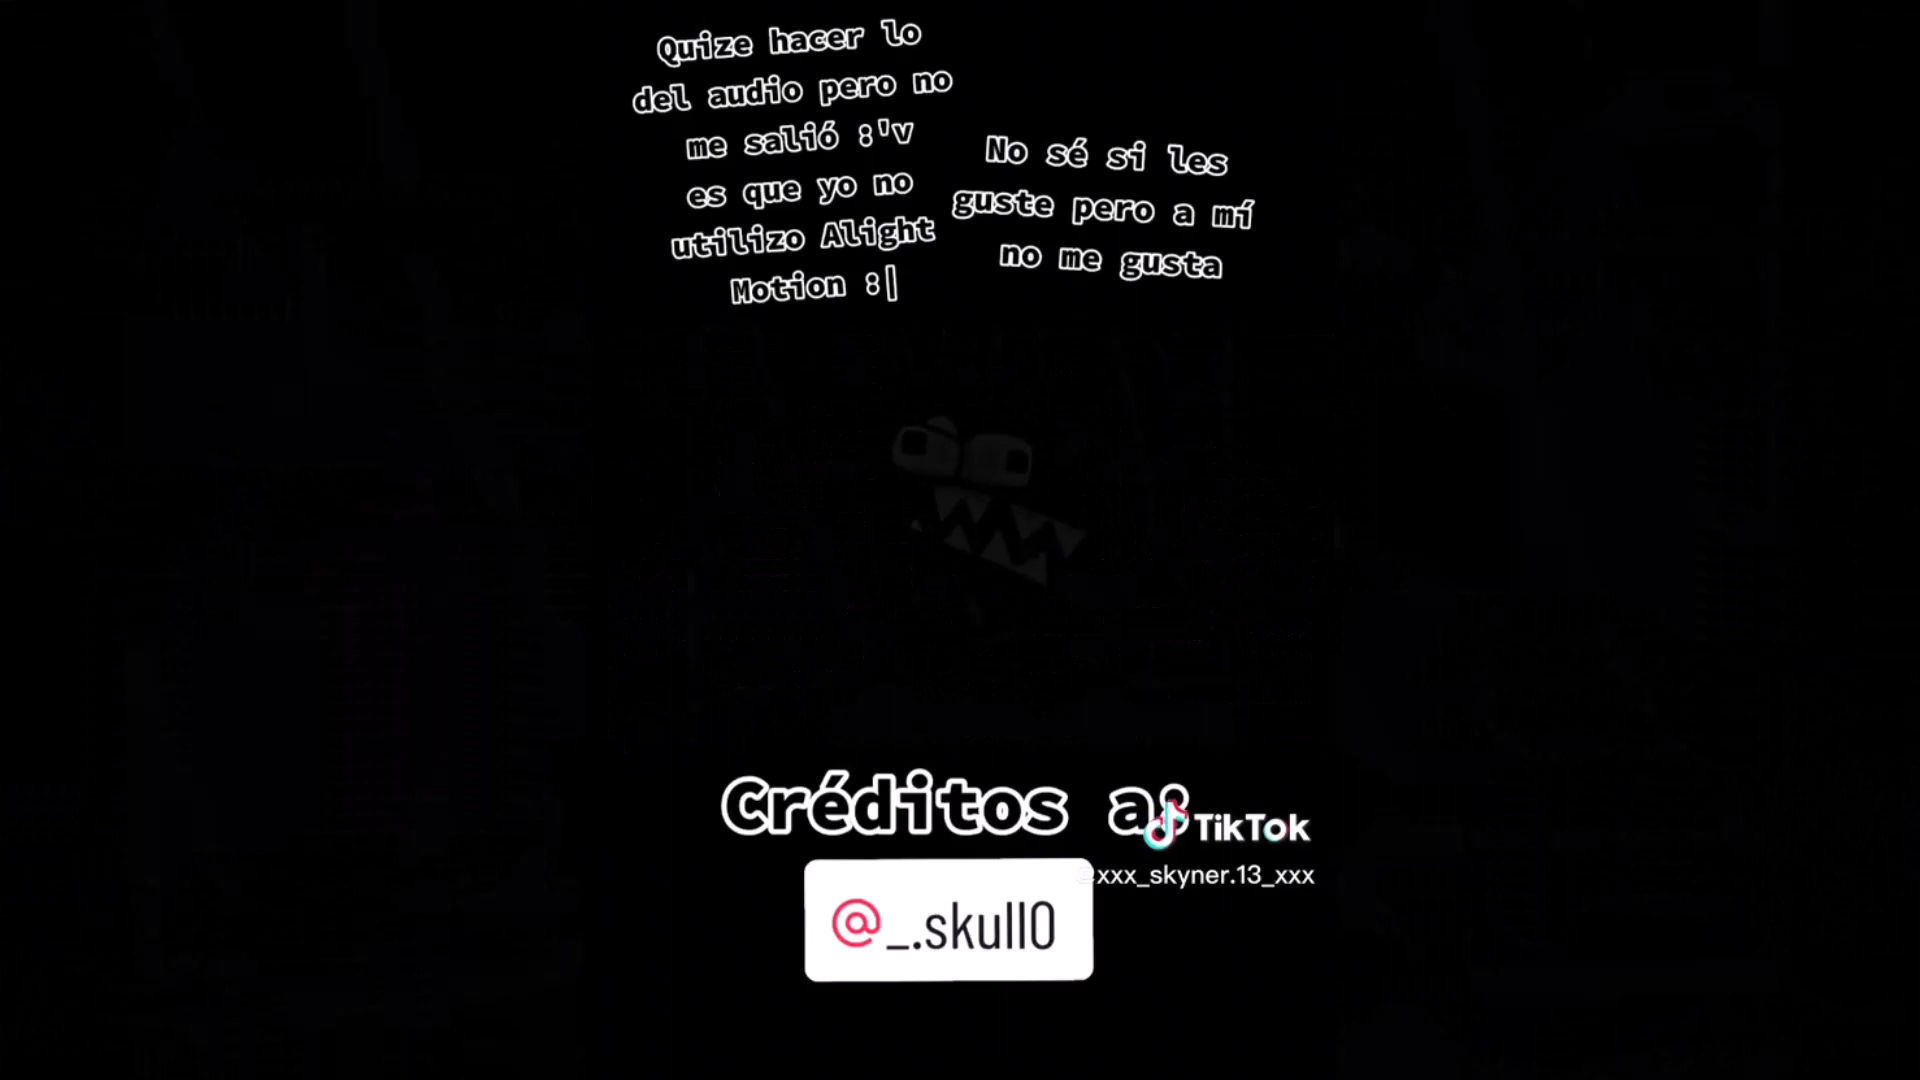 Quize hacer lo
del audio pero no
me salió :'v
es que yo no
utilizo Alight
Motion :|
No sé si les
guste pero a mí
no me gusta
Créditos a:
TikTok
@xxx_skyner.13_xxx
@_.skull0